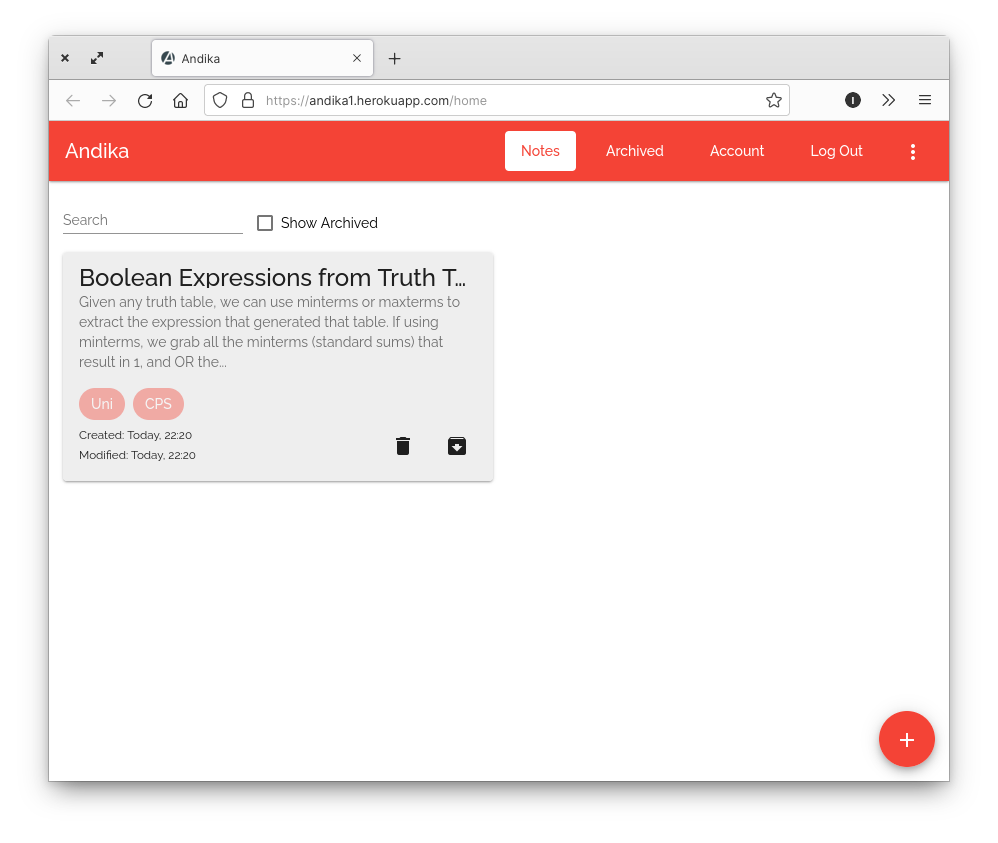 Andika
https://andika1.herokuapp.com/home
Andika Notes Archived Account Log Out
Search Show Archived
Boolean Expressions from Truth T...
Given any truth table, we can use minterms or maxterms to
extract the expression that generated that table. If using
minterms, we grab all the minterms (standard sums) that
result in 1, and OR the...
Uni CPS
Created: Today, 22:20
Modified: Today, 22:20